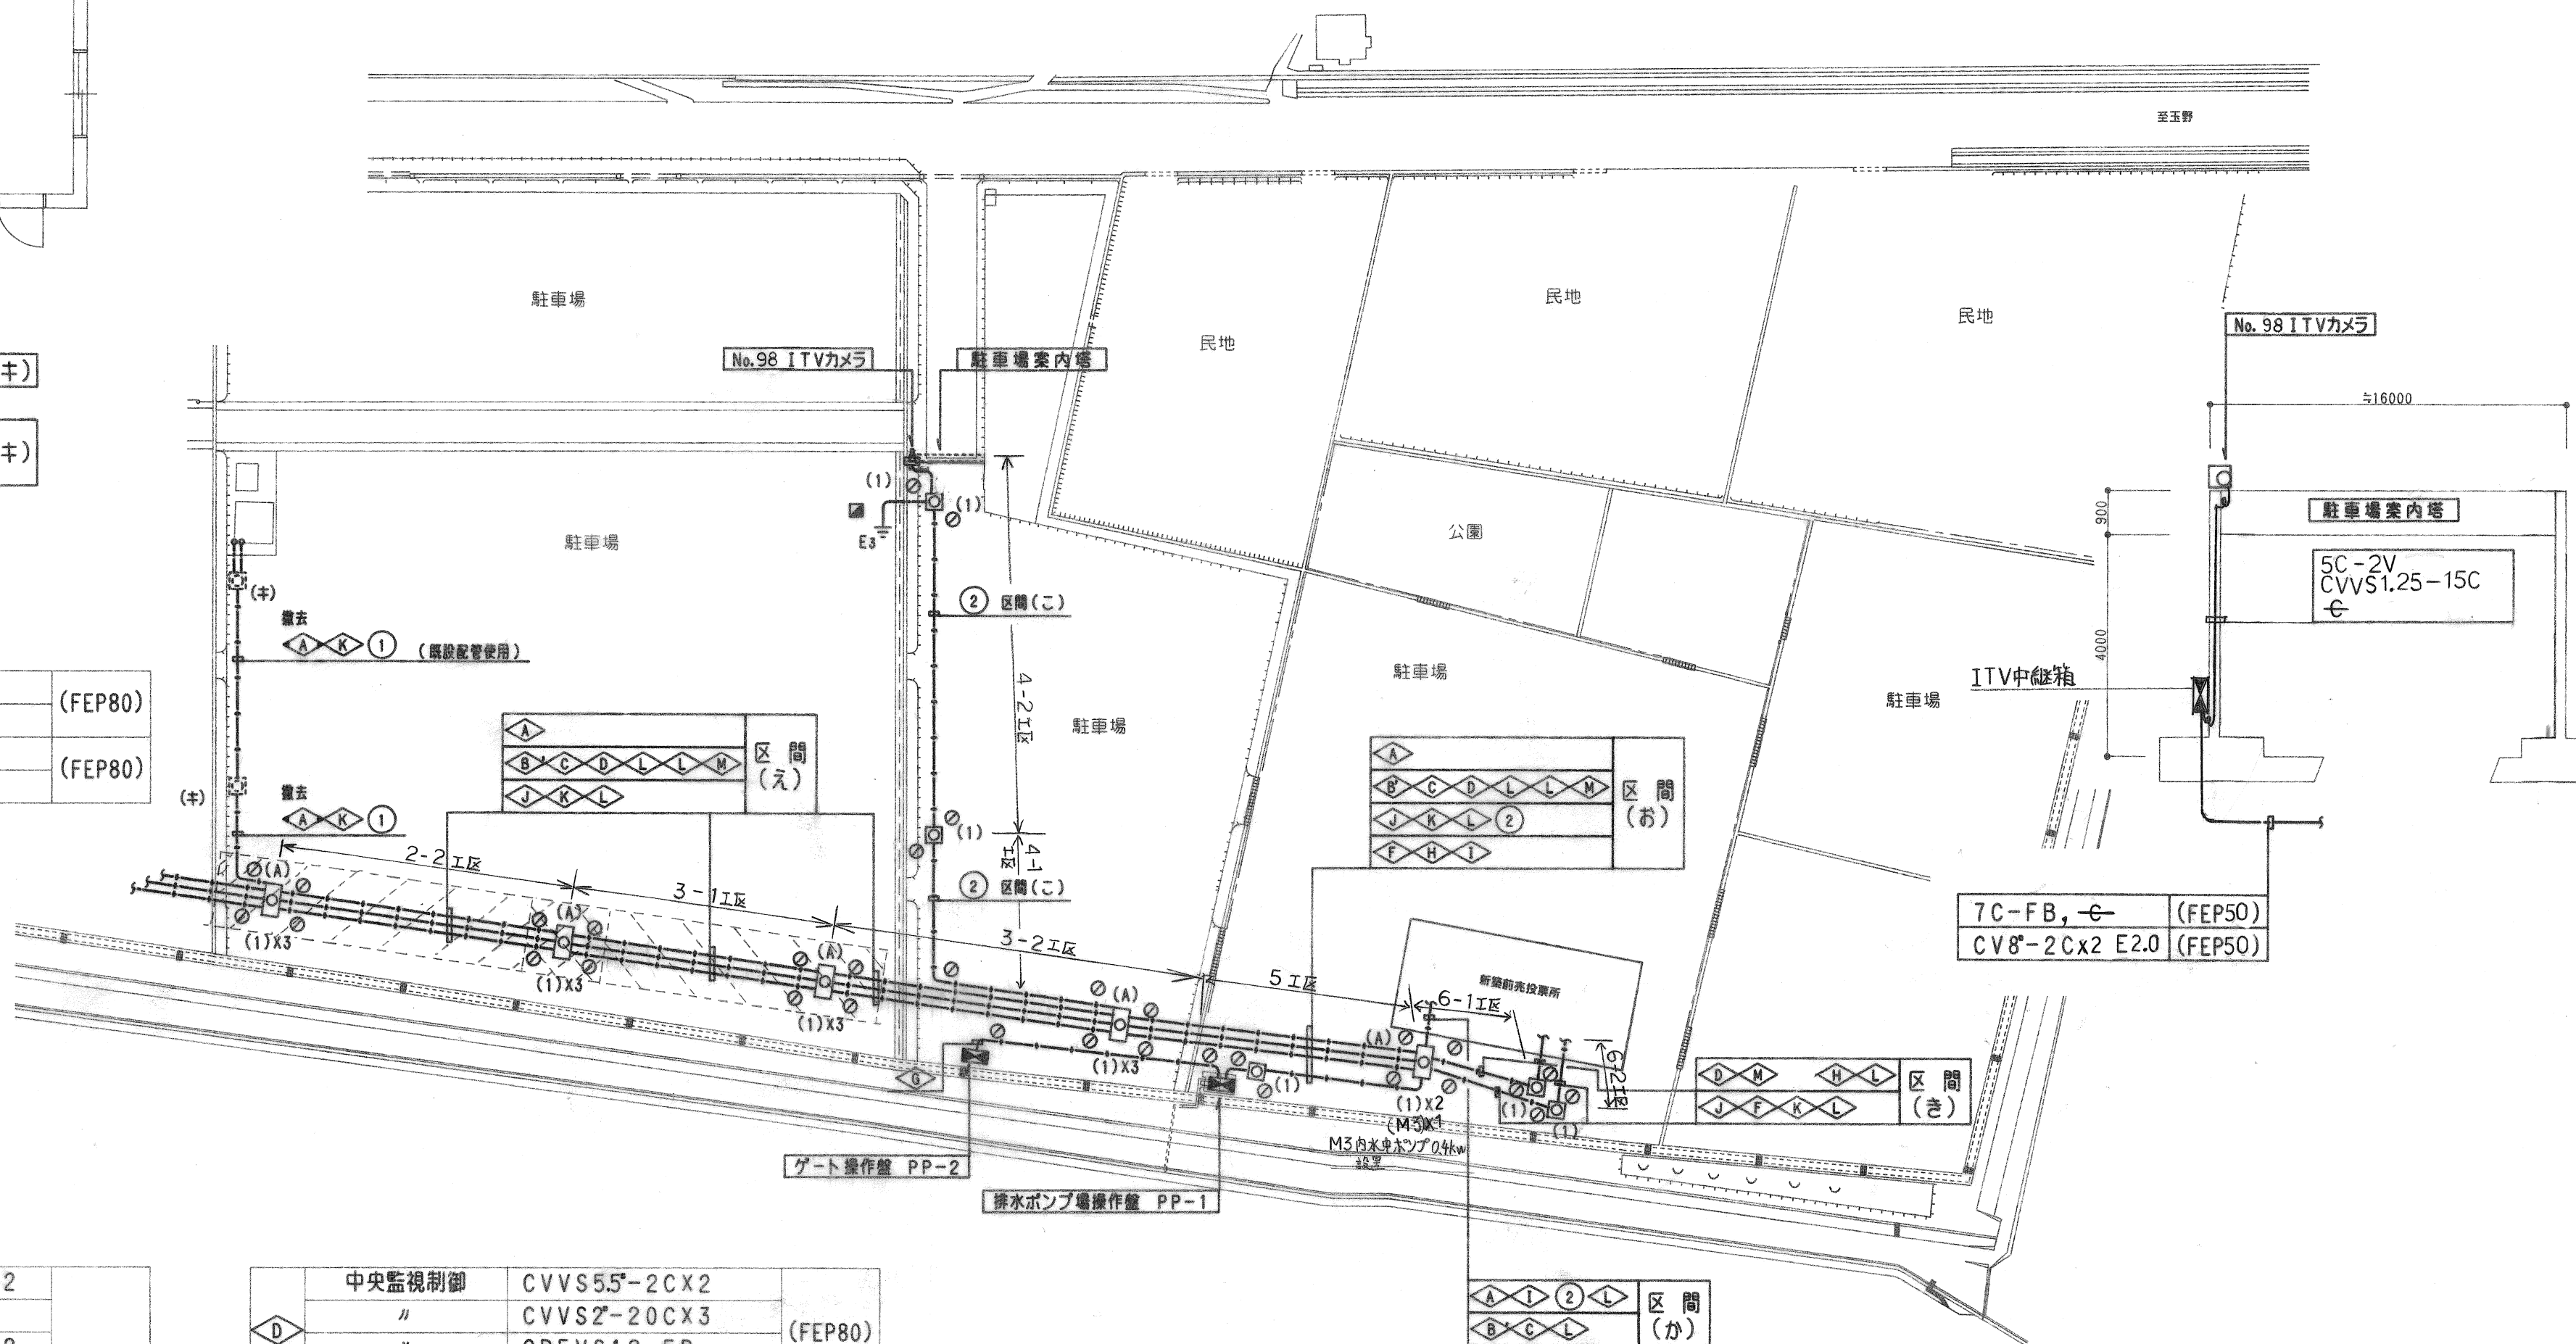 至玉野
駐車場
民地
民地
民地
No.98 ITVカメラ
駐車場案内塔
No.98 ITVカメラ
≒16000
キ)
キ)
(1)
(1)
E3
公園
900
駐車場案内塔
駐車場
5C-2V
CVVS1.25-15C
(キ)
撤去
A K 1 (既設配管使用)
2 区間(こ)
4-2工区
4000
駐車場
駐車場
駐車場
ITV中継箱
(FEP80)
(FEP80)
A
B' C D L L M
J K L
区間
(え)
A
B' C D L L M
J K L 2
F H I
区間
(お)
(キ)
撤去
A K 1
(1)
4-1
工区
2 区間(こ)
2-2工区
3-1工区
3-2工区
5工区
6-1工区
6-2工区
新築前売投票所
7C-FB, C (FEP50)
CV8°-2C×2 E2.0 (FEP50)
(A)
(1)X3
(A)
(1)X3
(A)
(1)X3
(A)
(1)X3
(A)
(1)
(1)X2
(M3)X1
M3内水中ポンプ0.4kw
設置
(1)
(1)
G
D M H L
J F K L
区間
(き)
ゲート操作盤 PP-2
排水ポンプ場操作盤 PP-1
A I 2 L
B' C L
区間
(か)
2
D
中央監視制御 CVVS5.5°-2CX2
〃 CVVS2°-20CX3
(FEP80)